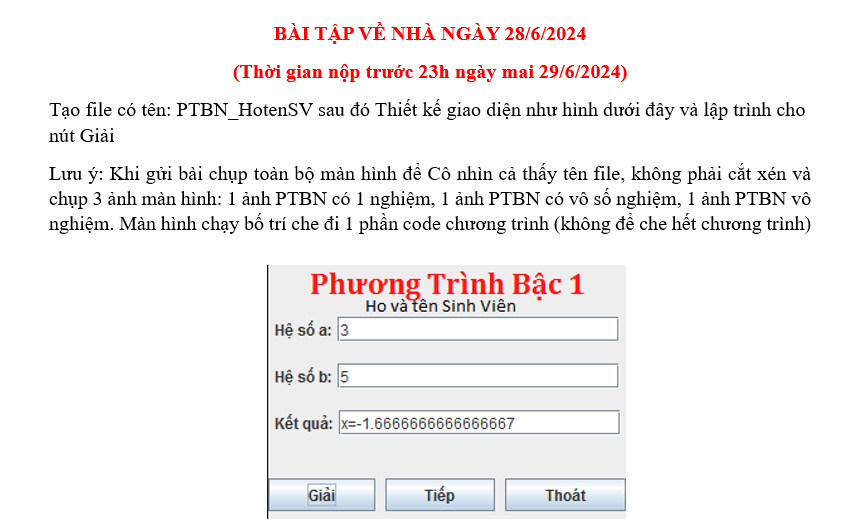 BÀI TẬP VỀ NHÀ NGÀY 28/6/2024
(Thời gian nộp trước 23h ngày mai 29/6/2024)
Tạo file có tên: PTBN_HotenSV sau đó Thiết kế giao diện như hình dưới đây và lập trình cho
nút Giải
Lưu ý: Khi gửi bài chụp toàn bộ màn hình để Cô nhìn cả thấy tên file, không phải cắt xén và
chụp 3 ảnh màn hình: 1 ảnh PTBN có 1 nghiệm, 1 ảnh PTBN có vô số nghiệm, 1 ảnh PTBN vô
nghiệm. Màn hình chạy bố trí che đi 1 phần code chương trình (không để che hết chương trình)
Phương Trình Bậc 1
Ho và tên Sinh Viên
Hệ số a: 3
Hệ số b: 5
Kết quả: x=-1.6666666666666667
Giải Tiếp Thoát